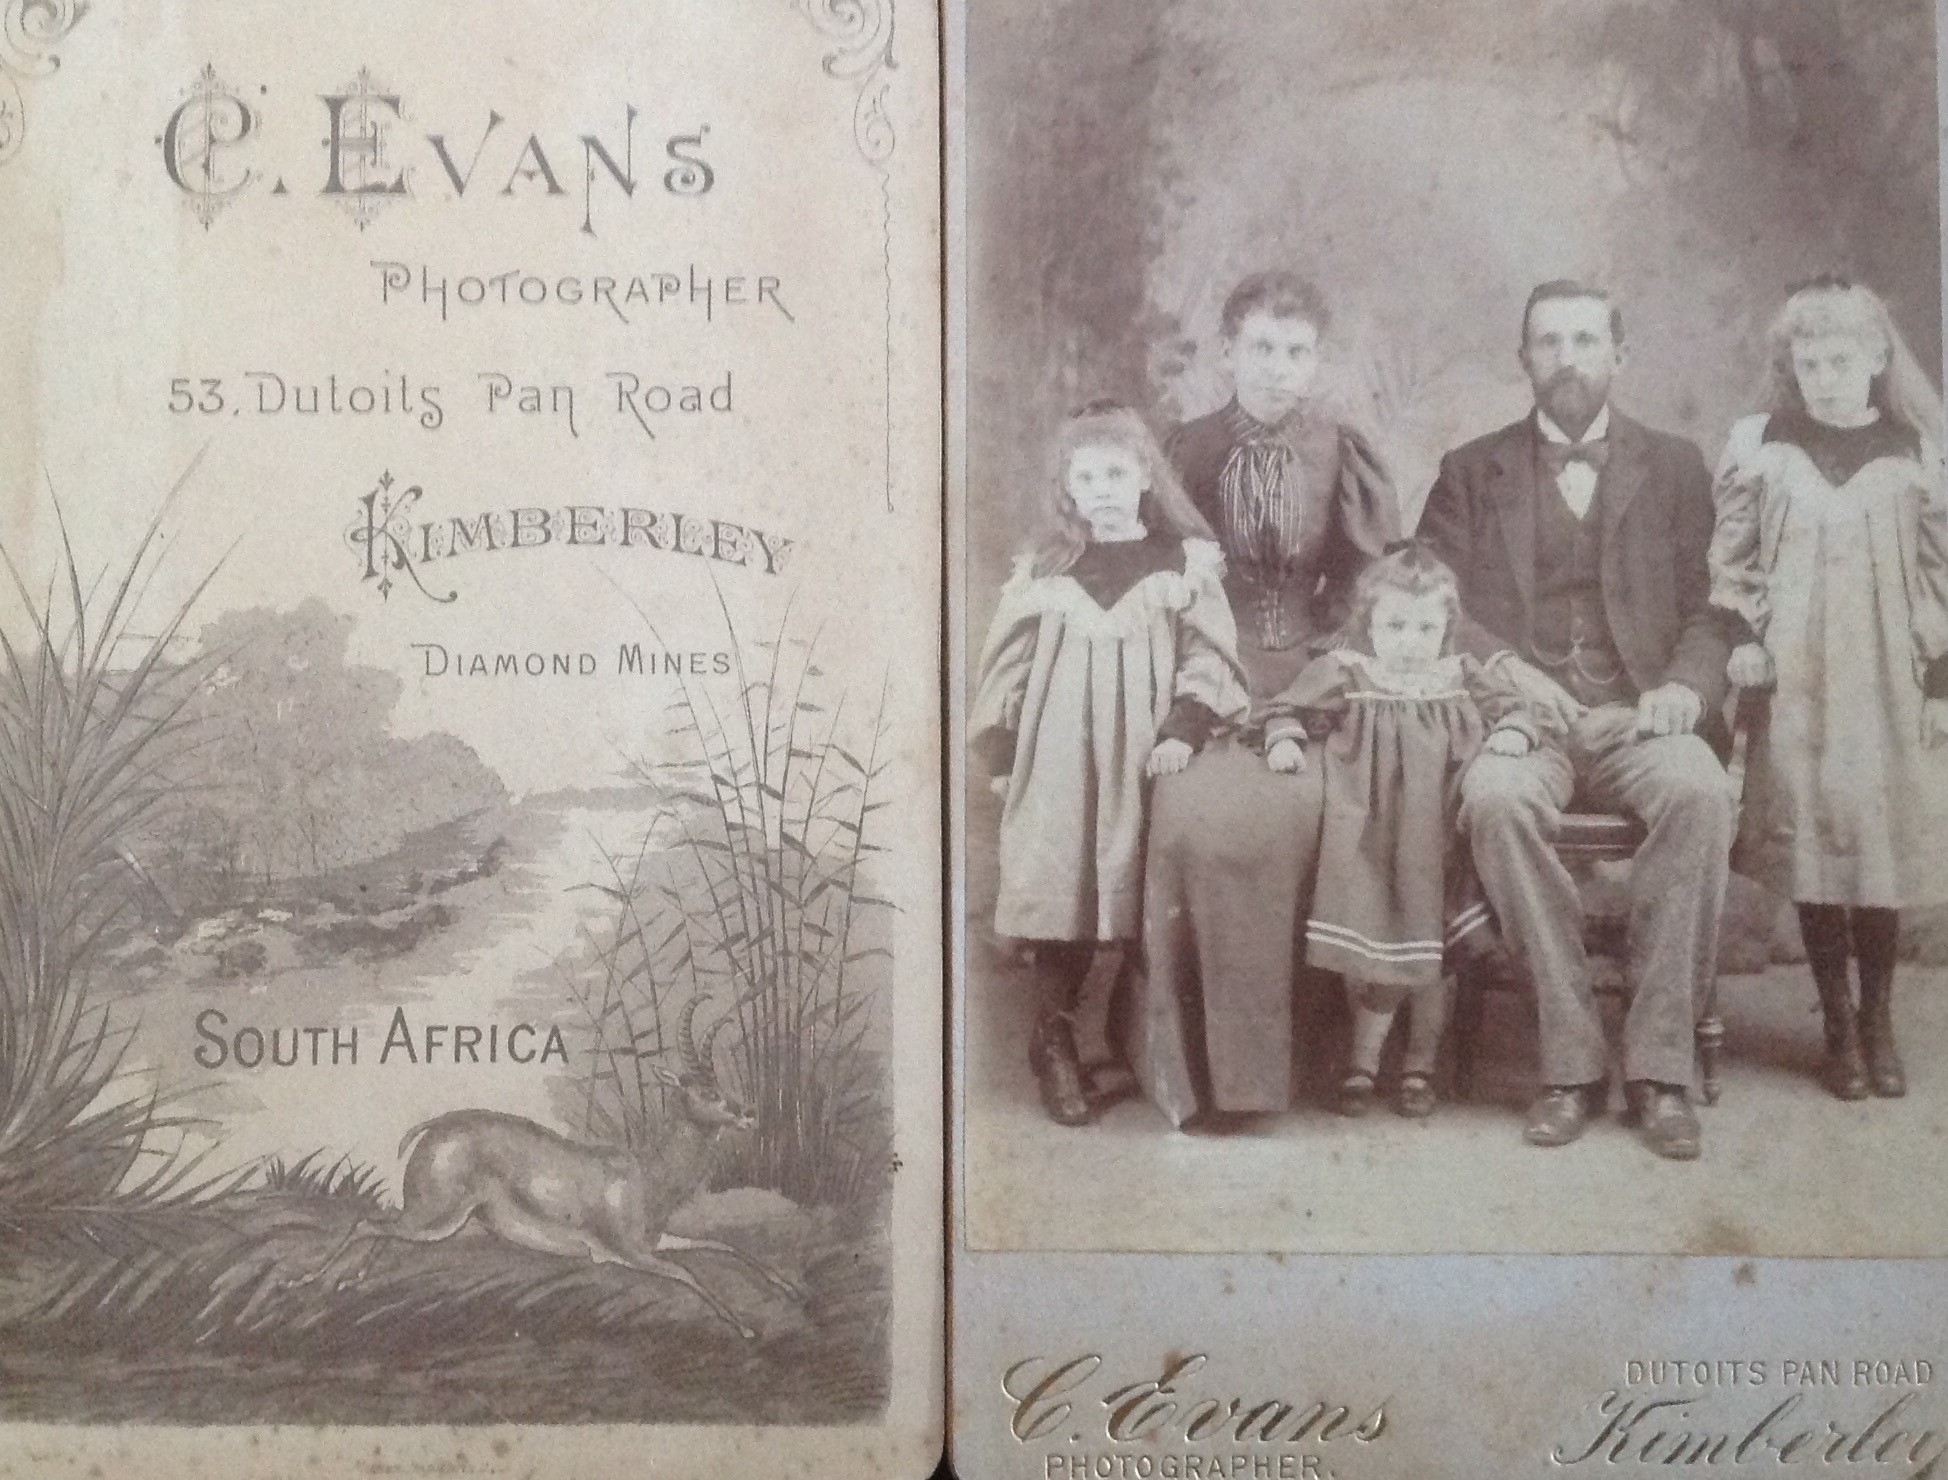 C. EVANS
PHOTOGRAPHER
53, Dutoits Pan Road
KIMBERLEY
DIAMOND MINES
SOUTH AFRICA
C. Evans
PHOTOGRAPHER.
DUTOITS PAN ROAD
Kimberley